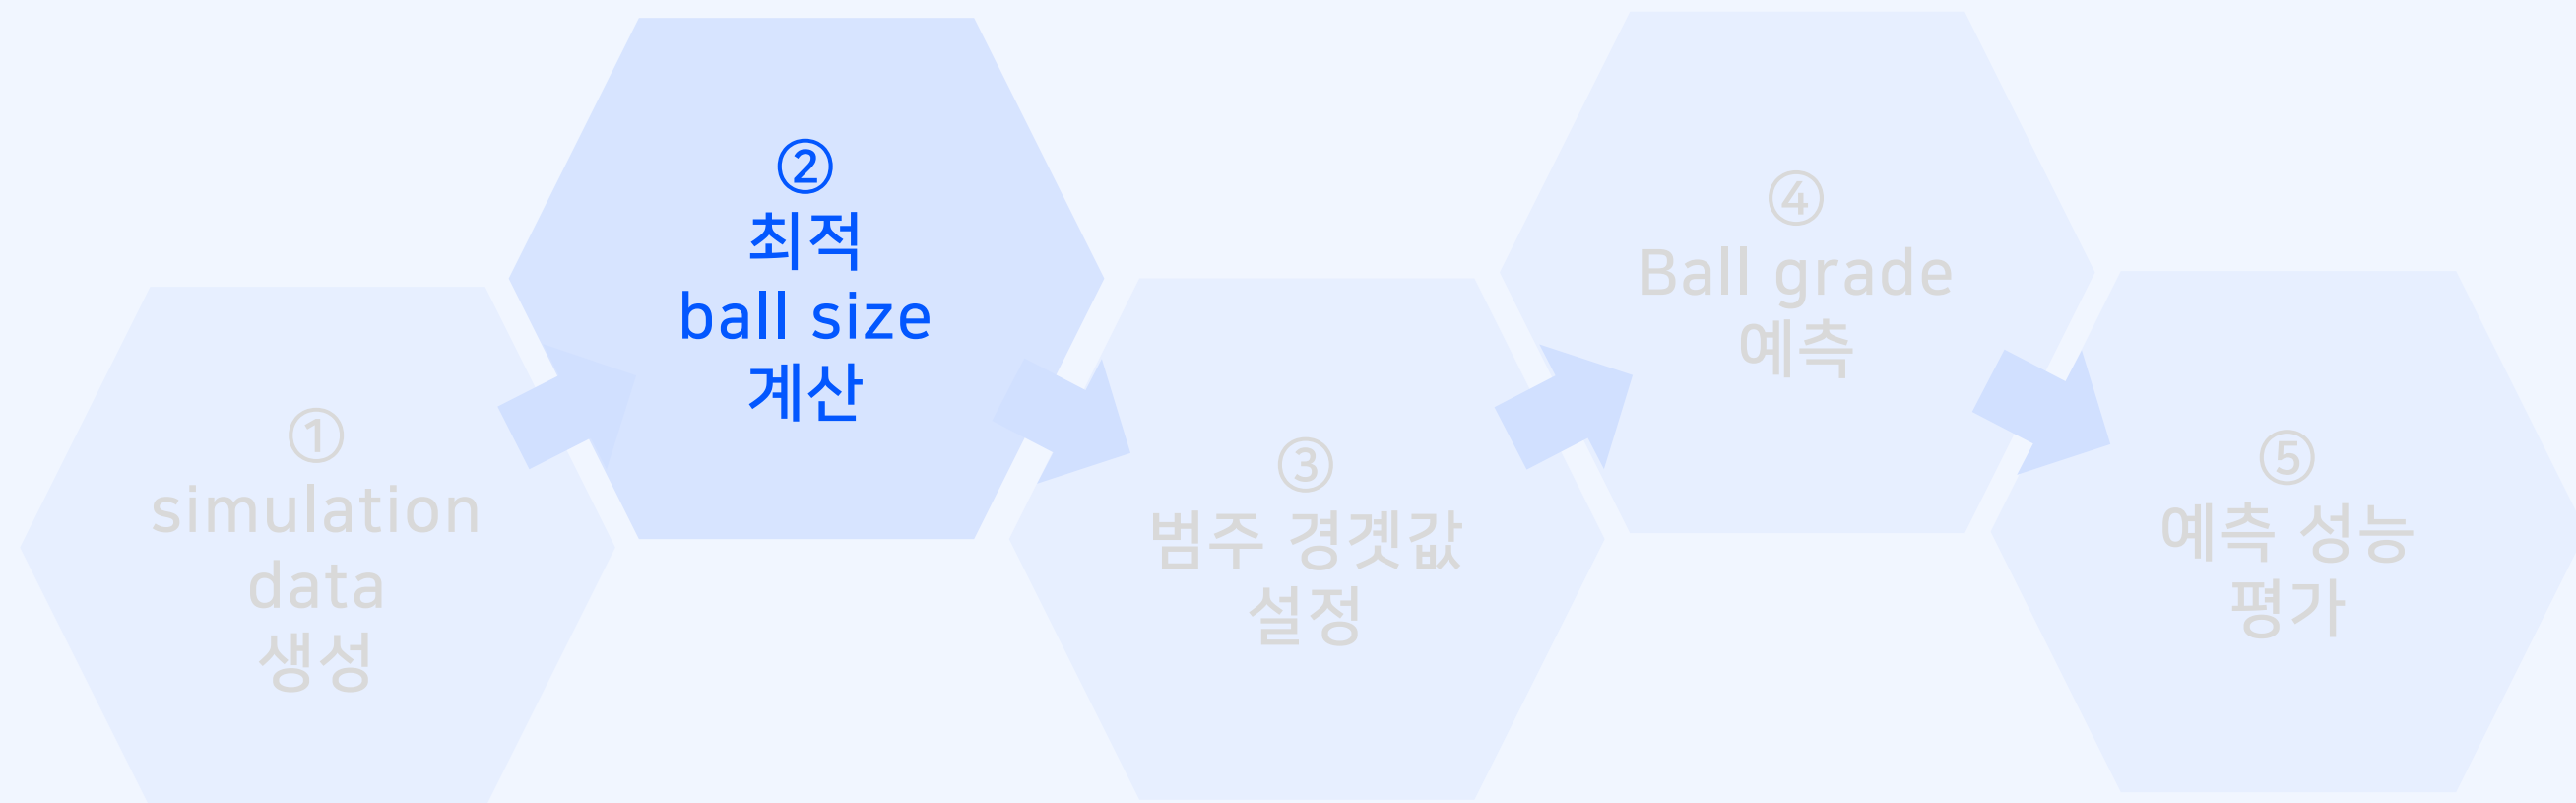 ①
simulation
data
생성
②
최적
ball size
계산
③
범주 경곗값
설정
④
Ball grade
예측
⑤
예측 성능
평가